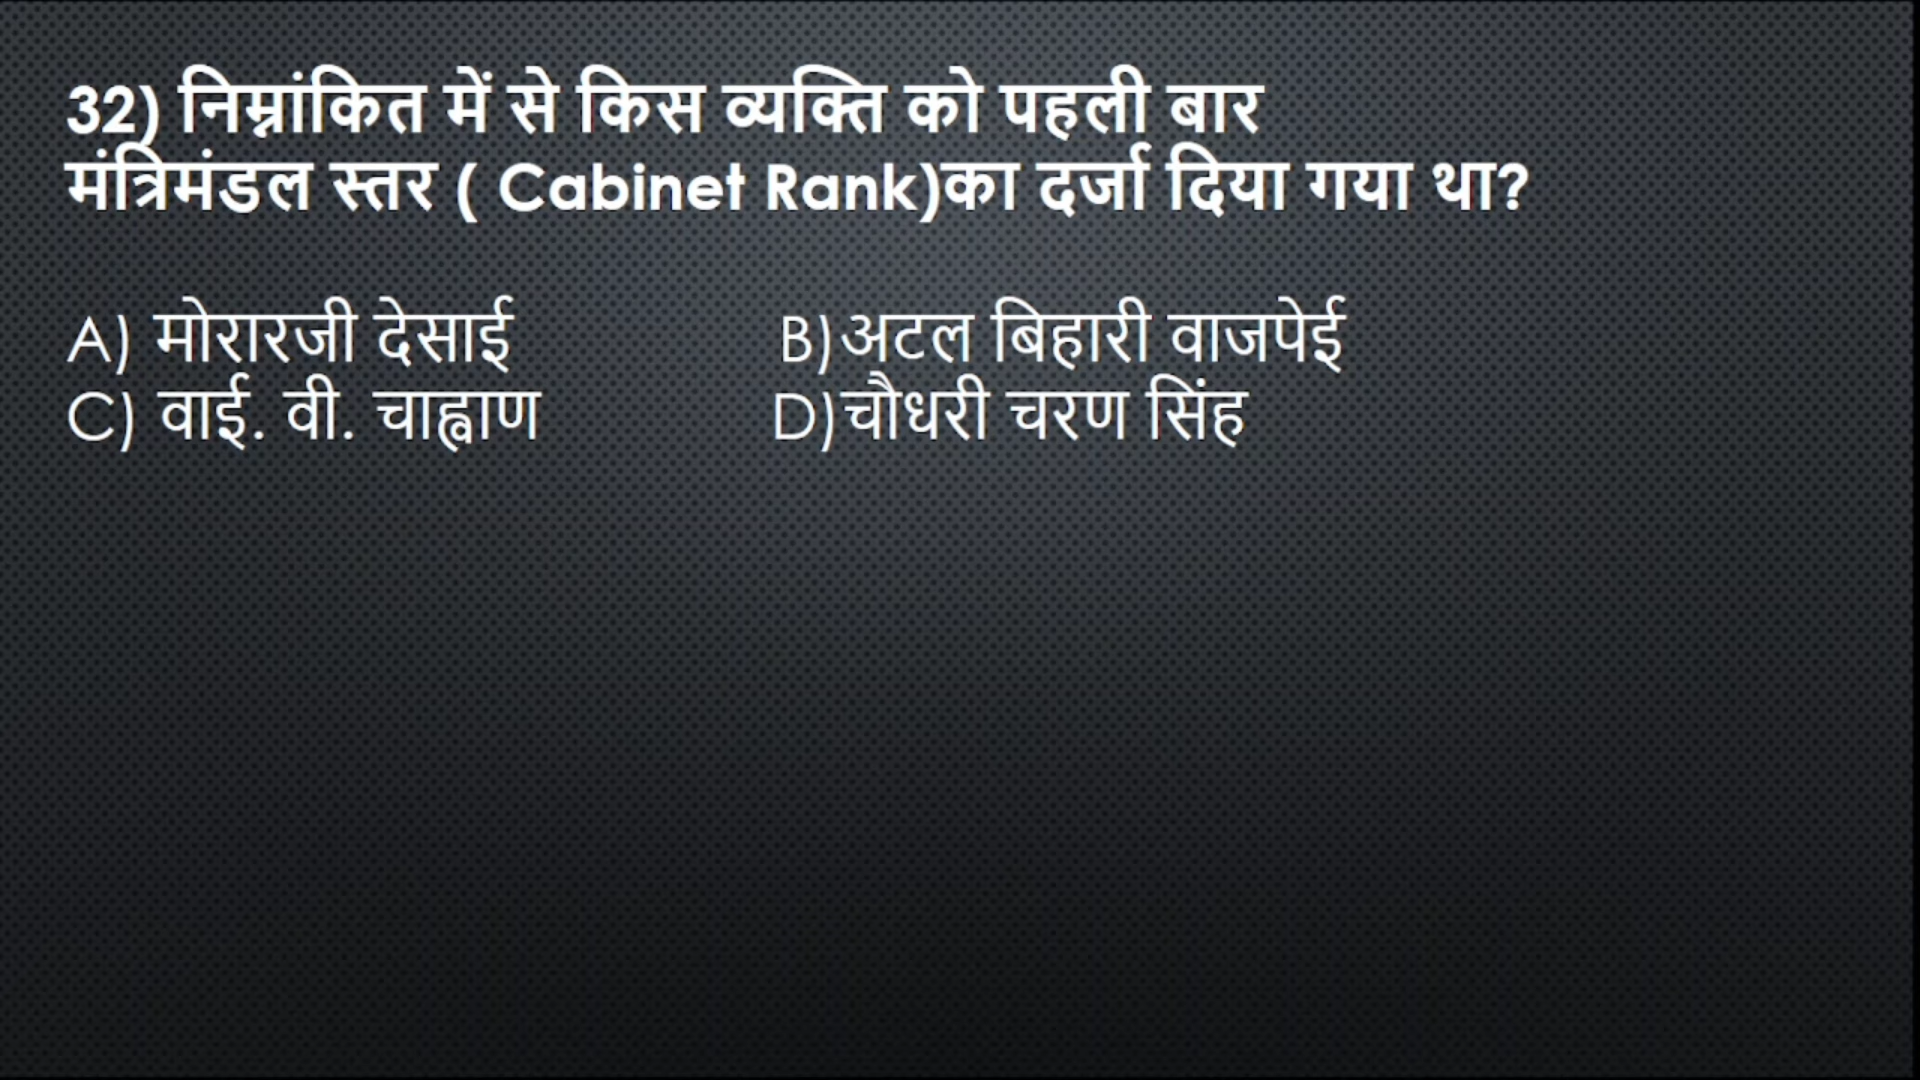 32) निम्नांकित में से किस व्यक्ति को पहली बार
मंत्रिमंडल स्तर ( Cabinet Rank)का दर्जा दिया गया था?
A) मोरारजी देसाई B)अटल बिहारी वाजपेई
C) वाई. वी. चाह्वाण D)चौधरी चरण सिंह